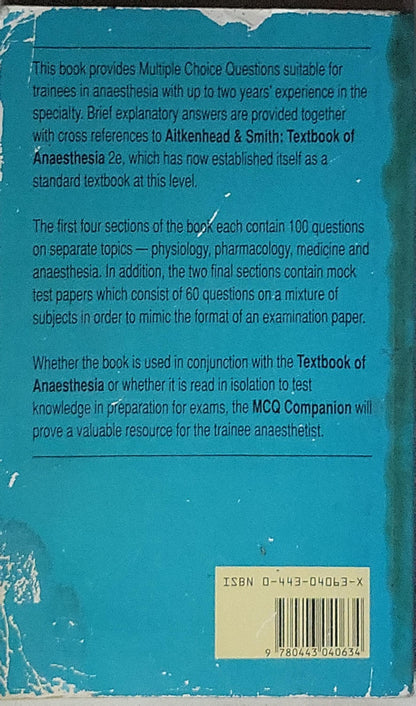 This book provides Multiple Choice Questions suitable for
trainees in anaesthesia with up to two years' experience in the
specialty. Brief explanatory answers are provided together
with cross references to Aitkenhead & Smith: Textbook of
Anaesthesia 2e, which has now established itself as a
standard textbook at this level.
The first four sections of the book each contain 100 questions
on separate topics — physiology, pharmacology, medicine and
anaesthesia. In addition, the two final sections contain mock
test papers which consist of 60 questions on a mixture of
subjects in order to mimic the format of an examination paper.
Whether the book is used in conjunction with the Textbook of
Anaesthesia or whether it is read in isolation to test
knowledge in preparation for exams, the MCQ Companion will
prove a valuable resource for the trainee anaesthetist.
ISBN 0-443-04063-X
9 780443 040634